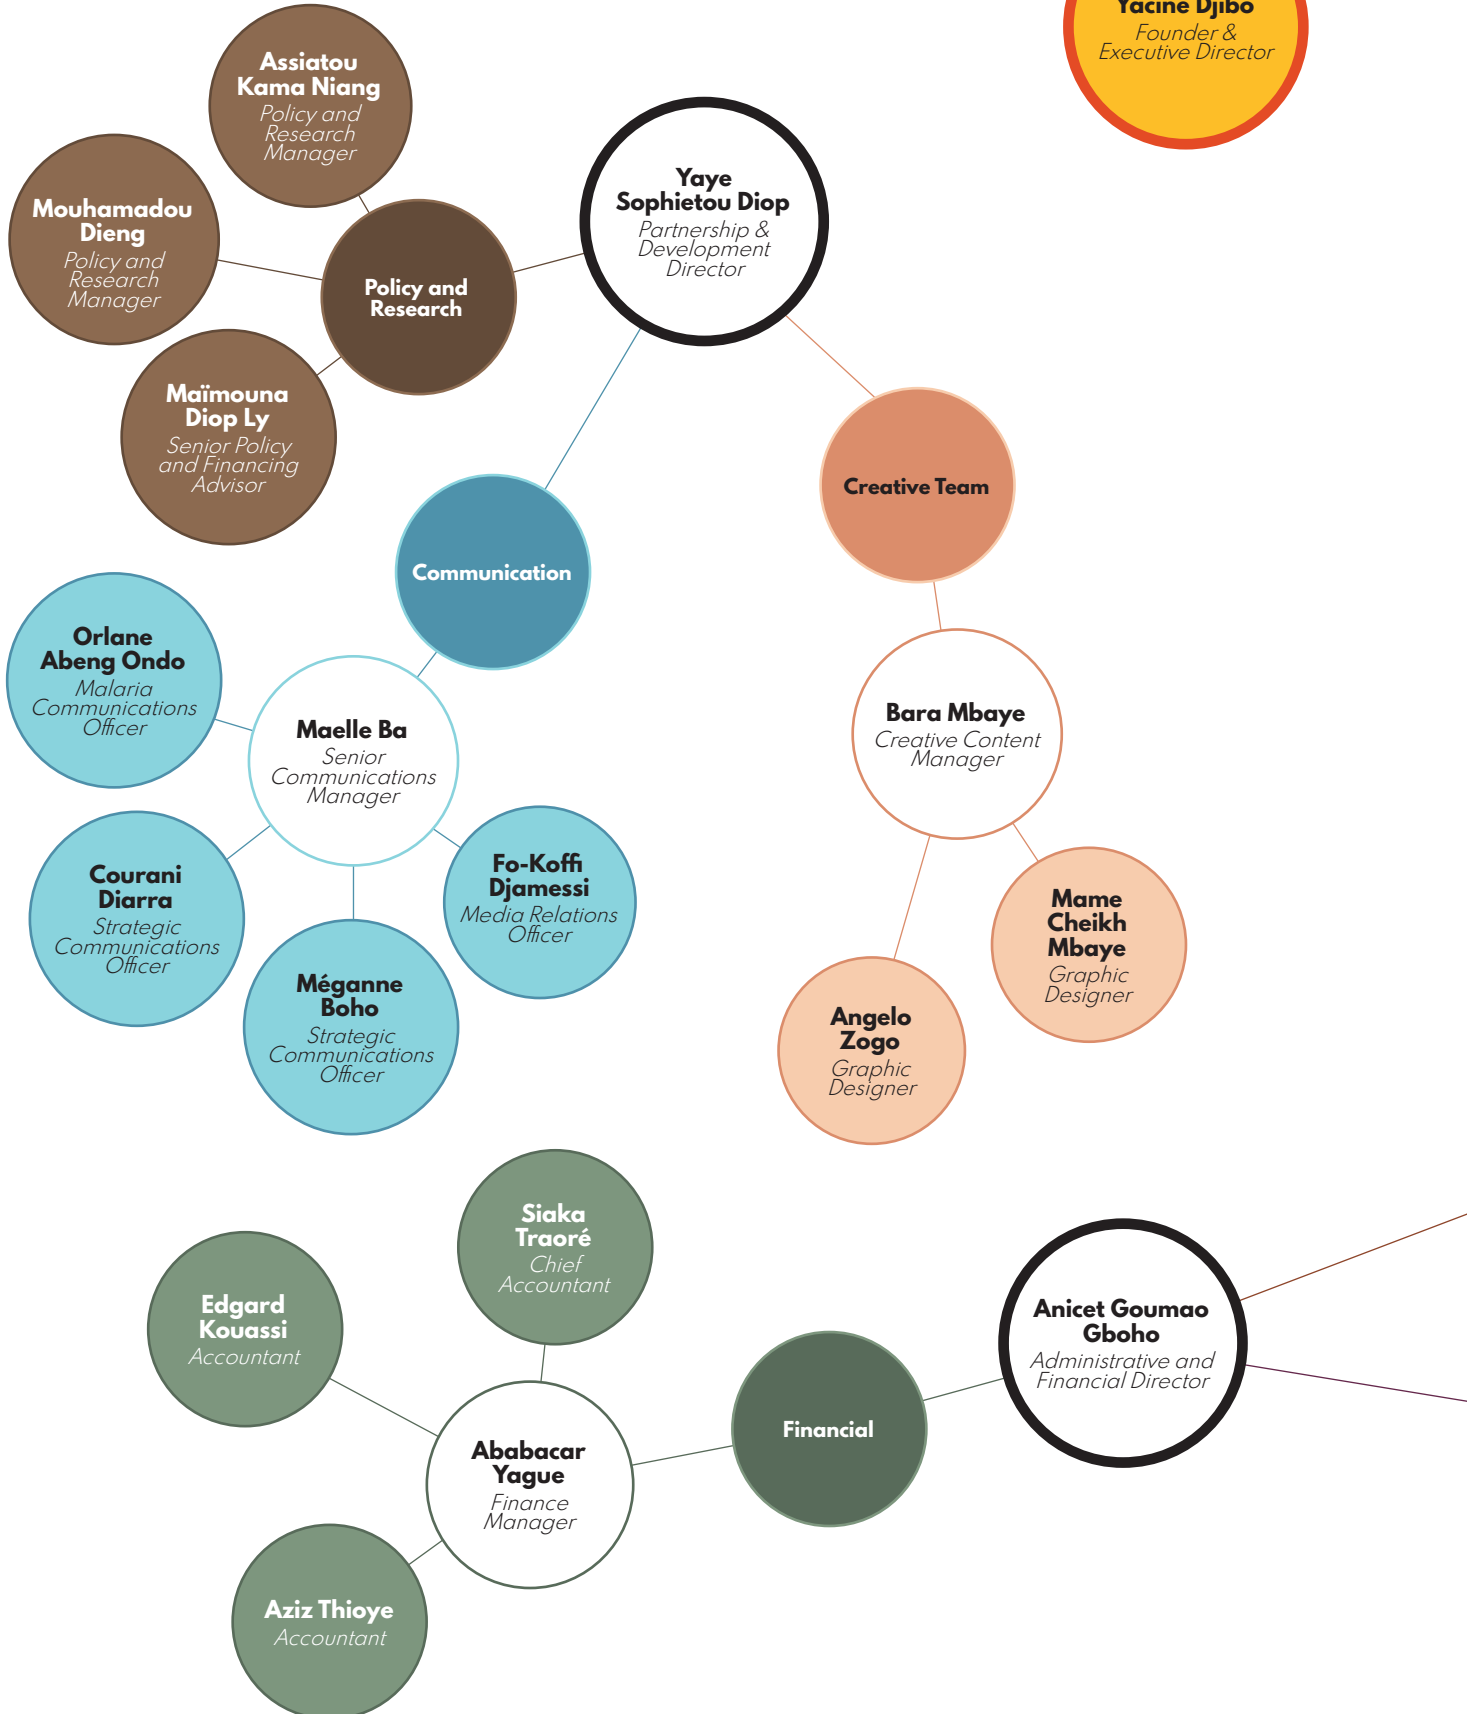 Yacine Djibo
Founder &
Executive Director
Assiatou
Kama Niang
Policy and
Research
Manager
Yaye
Sophietou Diop
Partnership &
Development
Director
Mouhamadou
Dieng
Policy and
Research
Manager
Policy and
Research
Maïmouna
Diop Ly
Senior Policy
and Financing
Advisor
Creative Team
Communication
Orlane
Abeng Ondo
Malaria
Communications
Officer
Maelle Ba
Senior
Communications
Manager
Bara Mbaye
Creative Content
Manager
Courani
Diarra
Strategic
Communications
Officer
Fo-Koffi
Djamessi
Media Relations
Officer
Mame
Cheikh
Mbaye
Graphic
Designer
Méganne
Boho
Strategic
Communications
Officer
Angelo
Zogo
Graphic
Designer
Siaka
Traoré
Chief
Accountant
Edgard
Kouassi
Accountant
Anicet Goumao
Gboho
Administrative and
Financial Director
Financial
Ababacar
Yague
Finance
Manager
Aziz Thioye
Accountant